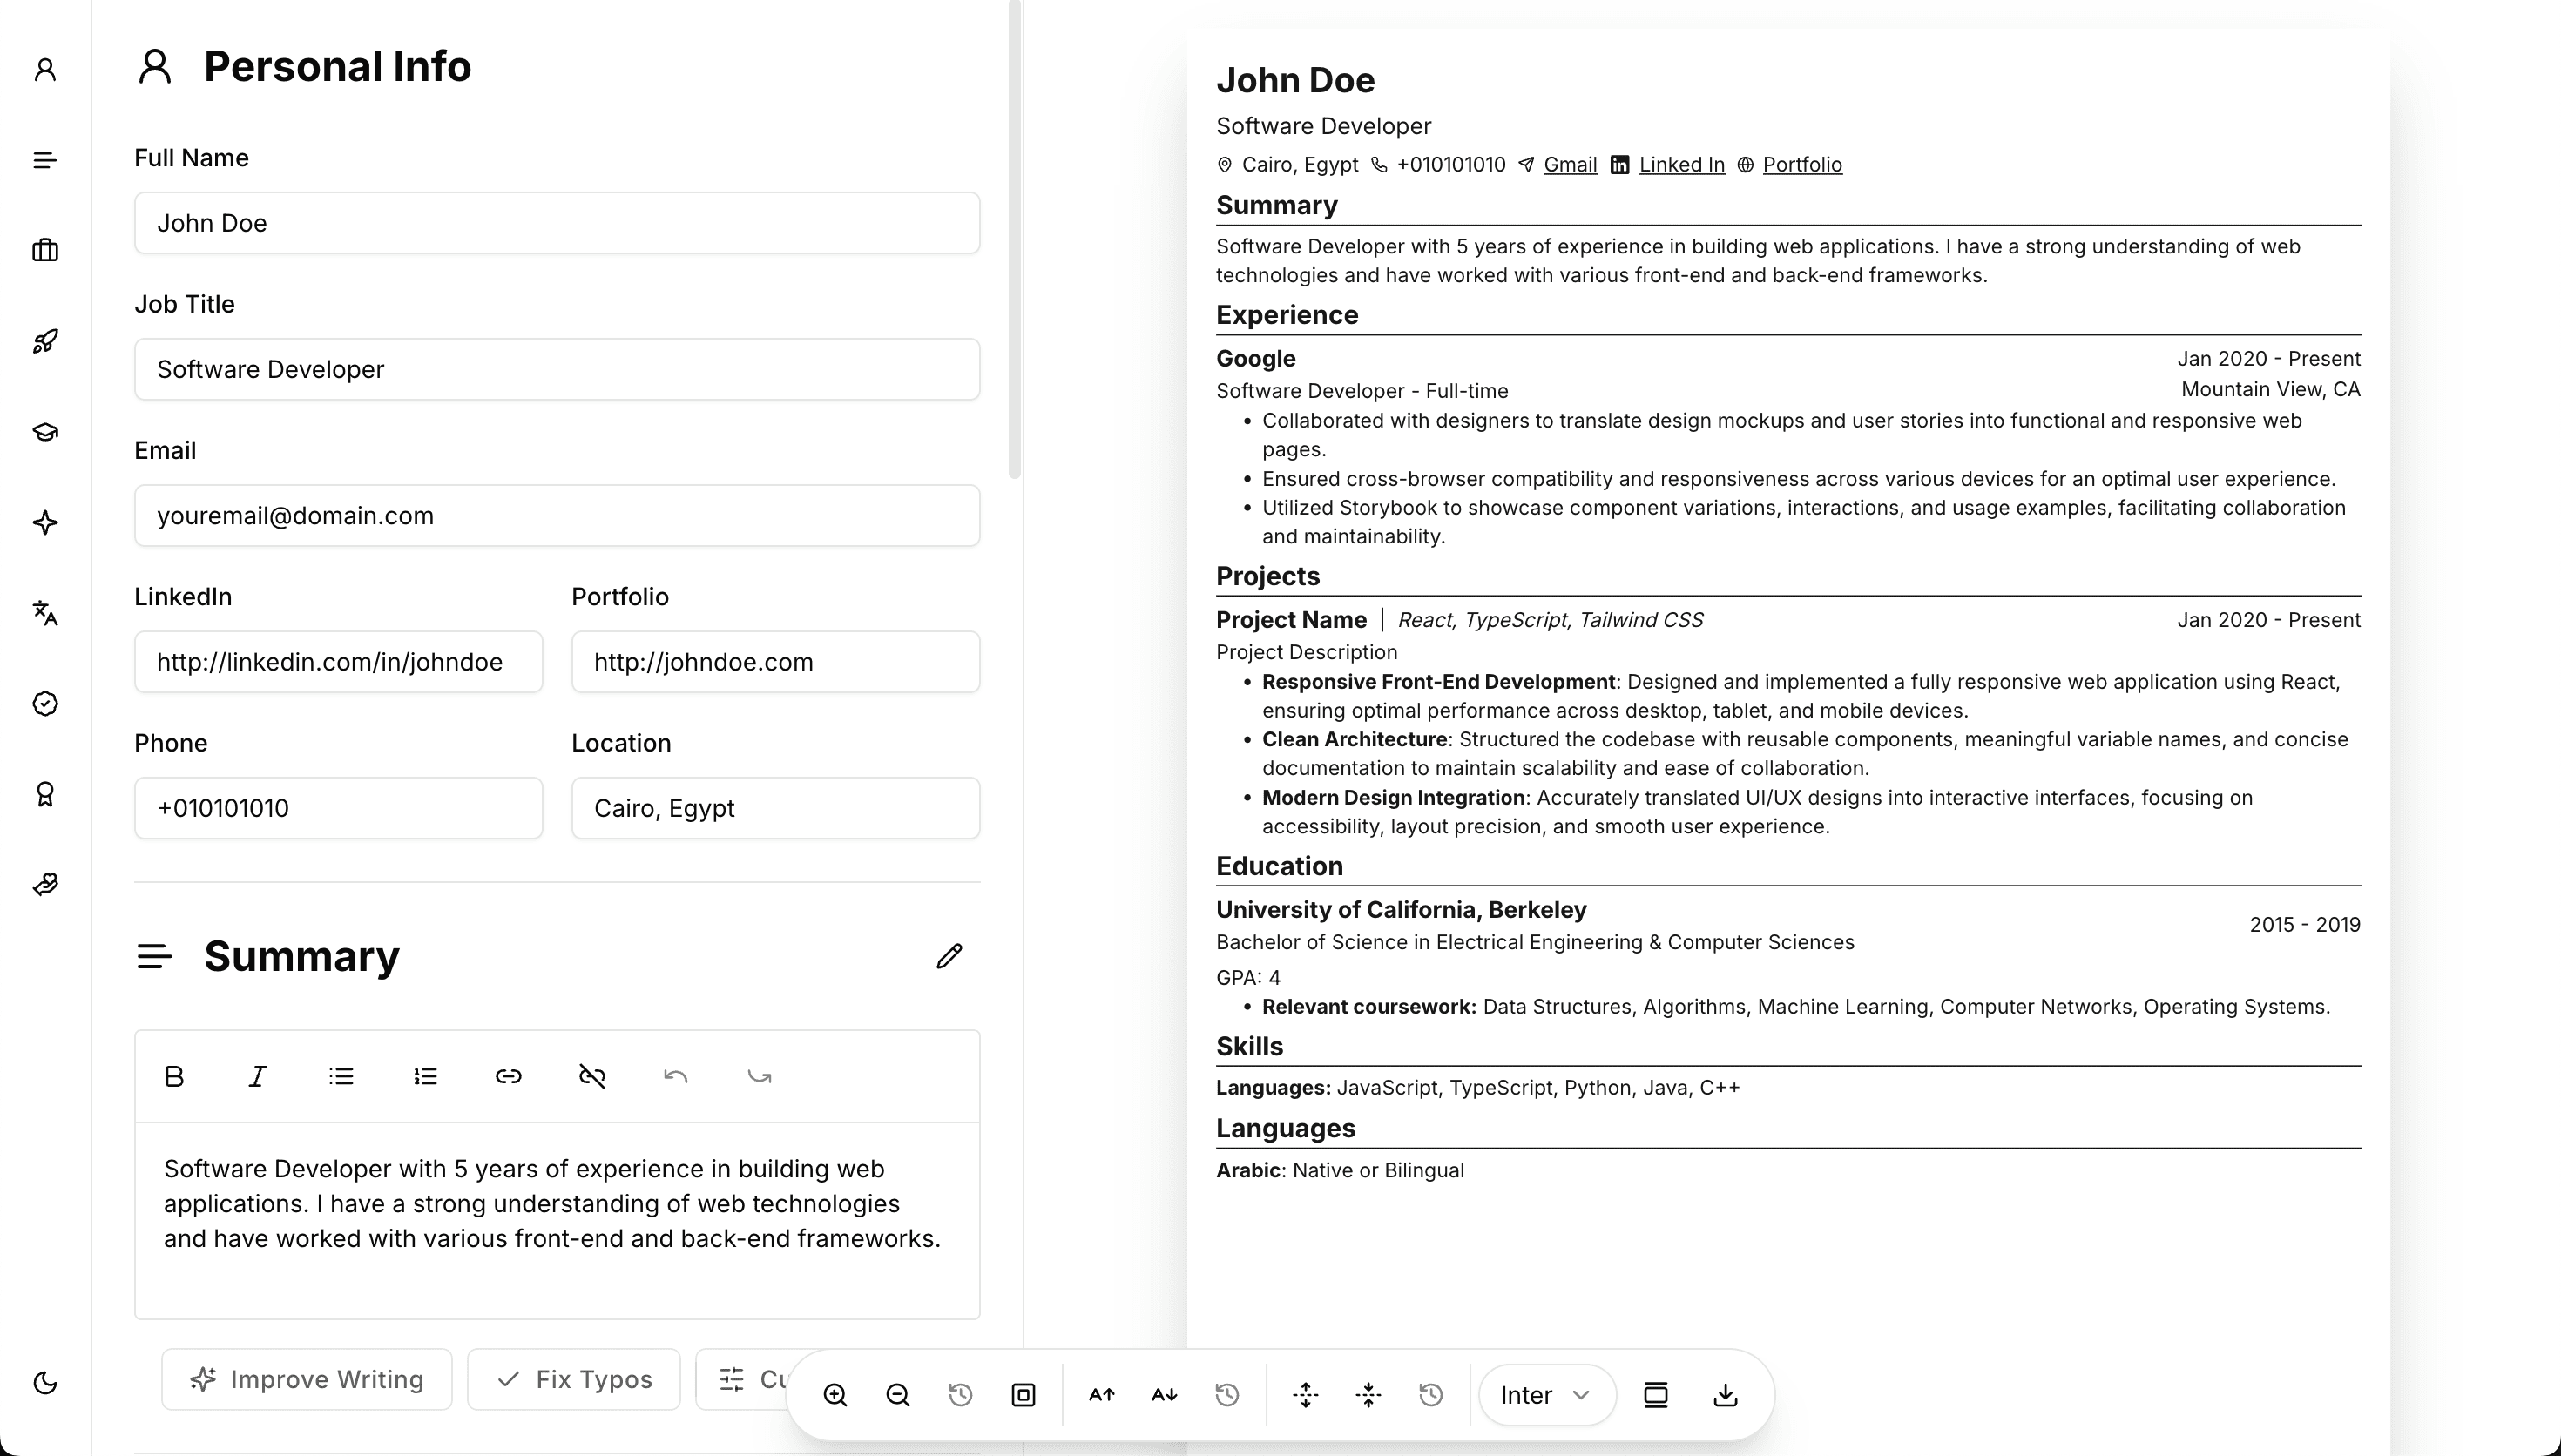 Personal Info
Full Name
John Doe
Job Title
Software Developer
Email
youremail@domain.com
LinkedIn
Portfolio
http://linkedin.com/in/johndoe
http://johndoe.com
Phone
Location
+010101010
Cairo, Egypt
Summary
Software Developer with 5 years of experience in building web
applications. I have a strong understanding of web technologies
and have worked with various front-end and back-end frameworks.
Improve Writing
Fix Typos
John Doe
Software Developer
Cairo, Egypt +010101010 Gmail Linked In Portfolio
Summary
Software Developer with 5 years of experience in building web applications. I have a strong understanding of web
technologies and have worked with various front-end and back-end frameworks.
Experience
Google
Jan 2020 - Present
Software Developer - Full-time
Mountain View, CA
• Collaborated with designers to translate design mockups and user stories into functional and responsive web
pages.
• Ensured cross-browser compatibility and responsiveness across various devices for an optimal user experience.
• Utilized Storybook to showcase component variations, interactions, and usage examples, facilitating collaboration
and maintainability.
Projects
Project Name | React, TypeScript, Tailwind CSS
Jan 2020 - Present
Project Description
• Responsive Front-End Development: Designed and implemented a fully responsive web application using React,
ensuring optimal performance across desktop, tablet, and mobile devices.
• Clean Architecture: Structured the codebase with reusable components, meaningful variable names, and concise
documentation to maintain scalability and ease of collaboration.
• Modern Design Integration: Accurately translated UI/UX designs into interactive interfaces, focusing on
accessibility, layout precision, and smooth user experience.
Education
University of California, Berkeley
2015 - 2019
Bachelor of Science in Electrical Engineering & Computer Sciences
GPA: 4
• Relevant coursework: Data Structures, Algorithms, Machine Learning, Computer Networks, Operating Systems.
Skills
Languages: JavaScript, TypeScript, Python, Java, C++
Languages
Arabic: Native or Bilingual
Inter